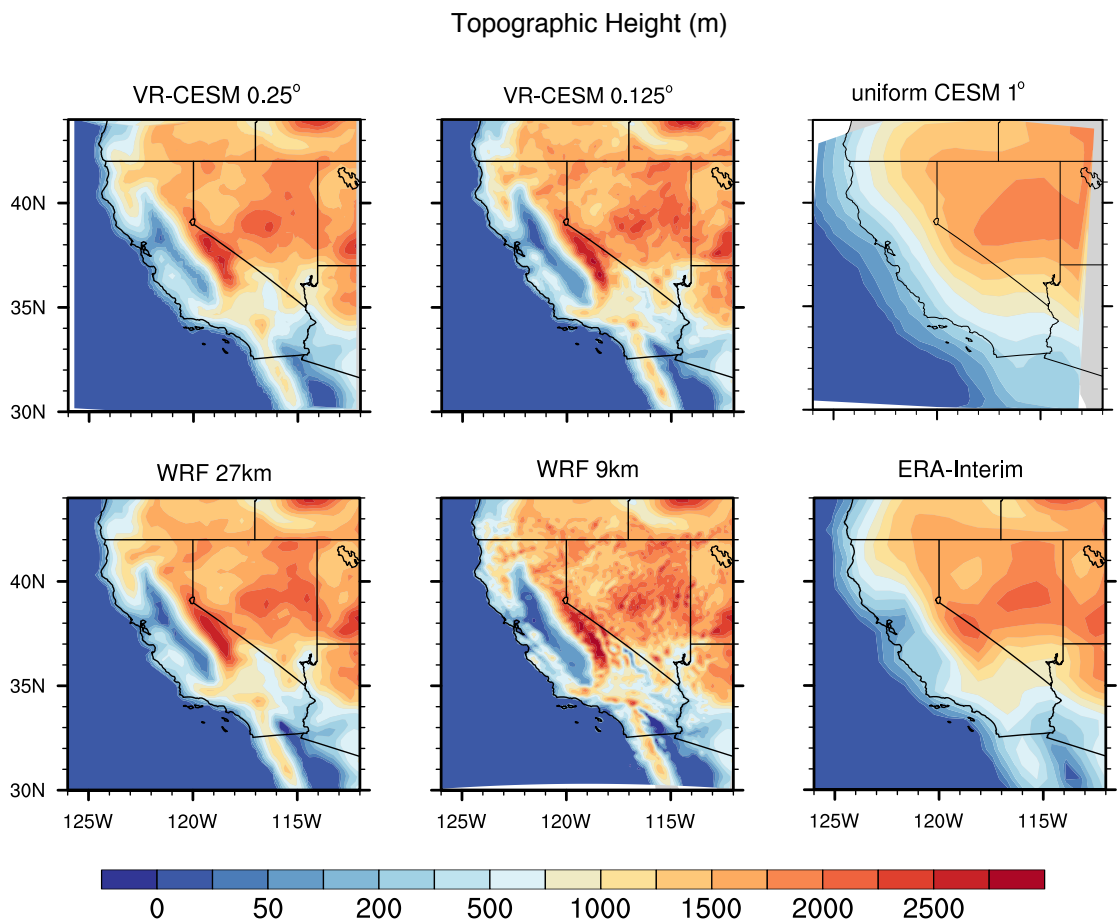 Topographic Height (m)
VR-CESM 0.25°
VR-CESM 0.125°
uniform CESM 1°
40N
35N
30N
WRF 27km
WRF 9km
ERA-Interim
40N
35N
30N
125W 120W 115W
125W 120W 115W
125W 120W 115W
0 50 200 500 1000 1500 2000 2500